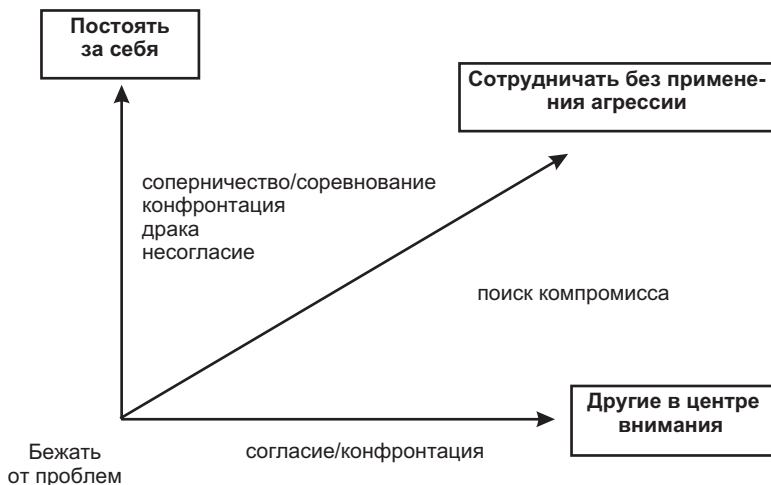 Постоять
за себя
Сотрудничать без примене-
ния агрессии
соперничество/соревнование
конфронтация
драка
несогласие
поиск компромисса
Другие в центре
внимания
Бежать
от проблем
согласие/конфронтация